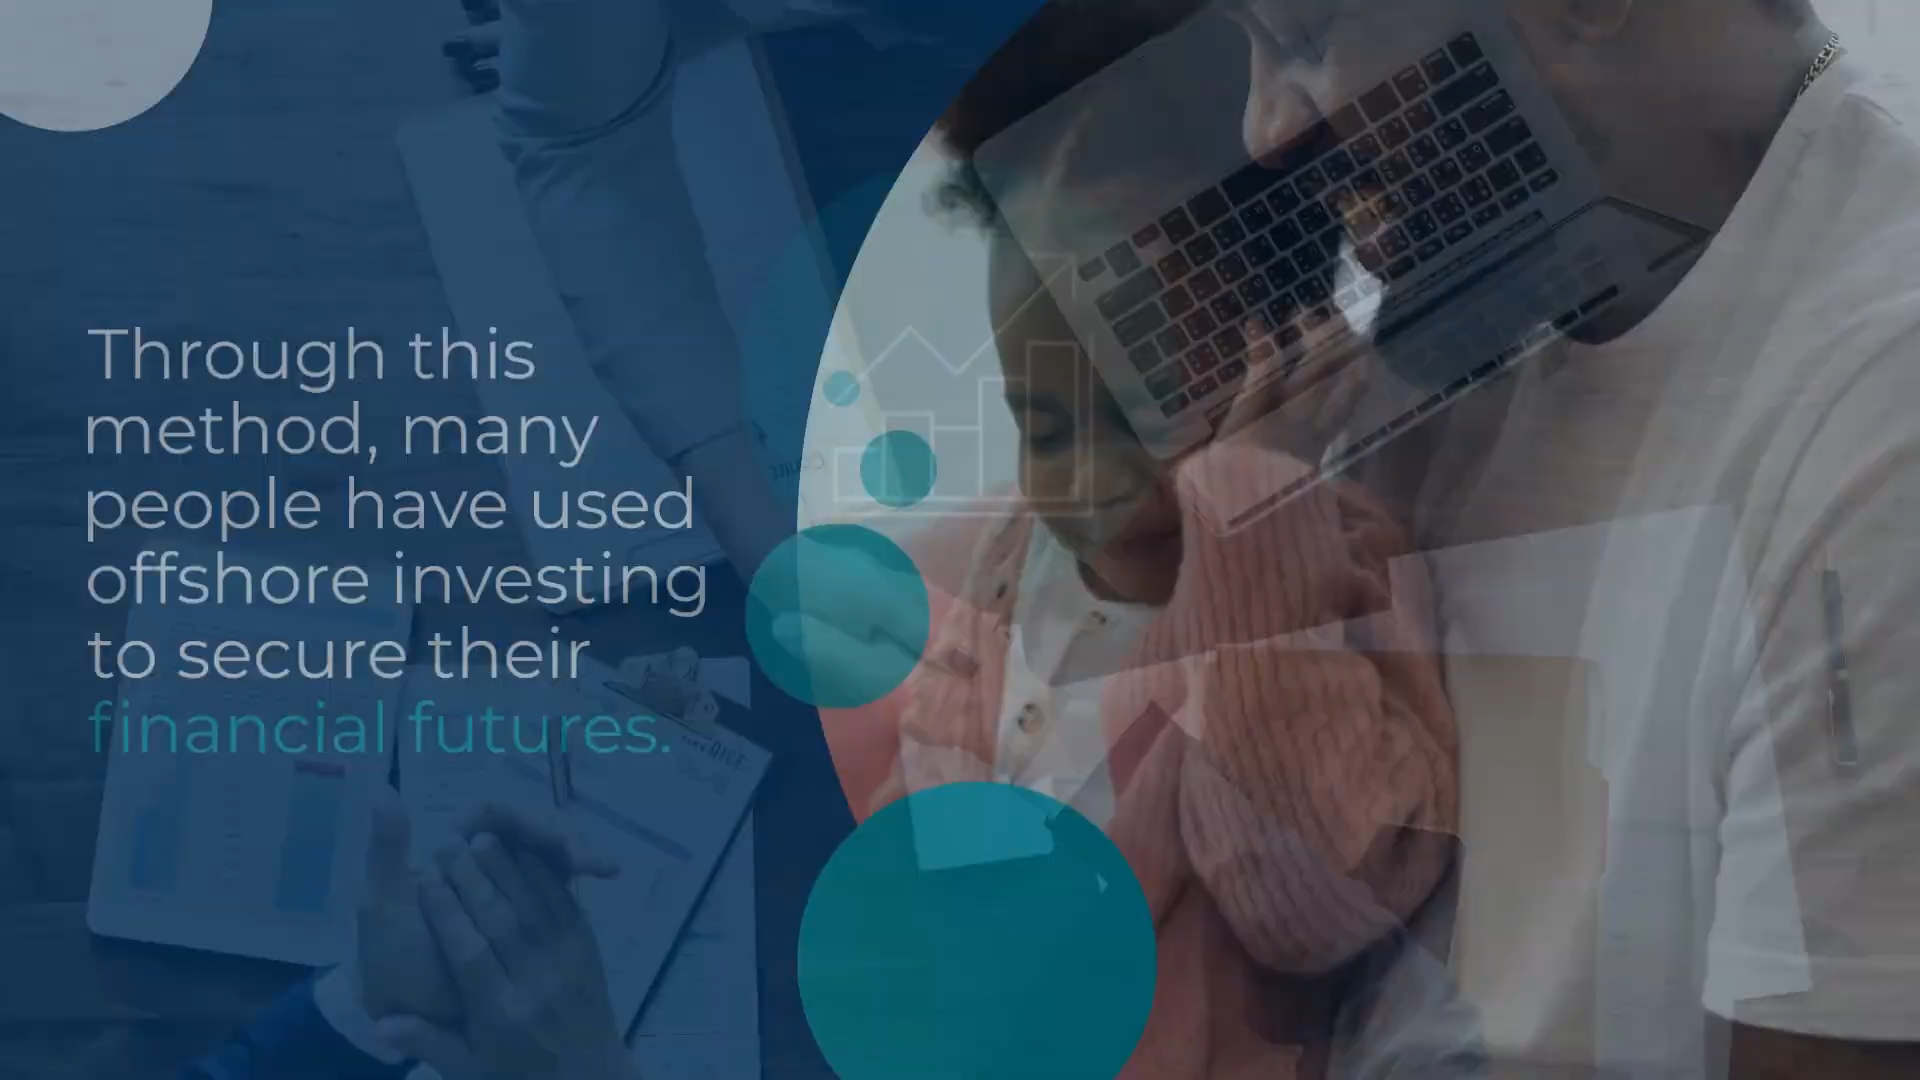 Through this
method, many
people have used
offshore investing
to secure their
financial futures.